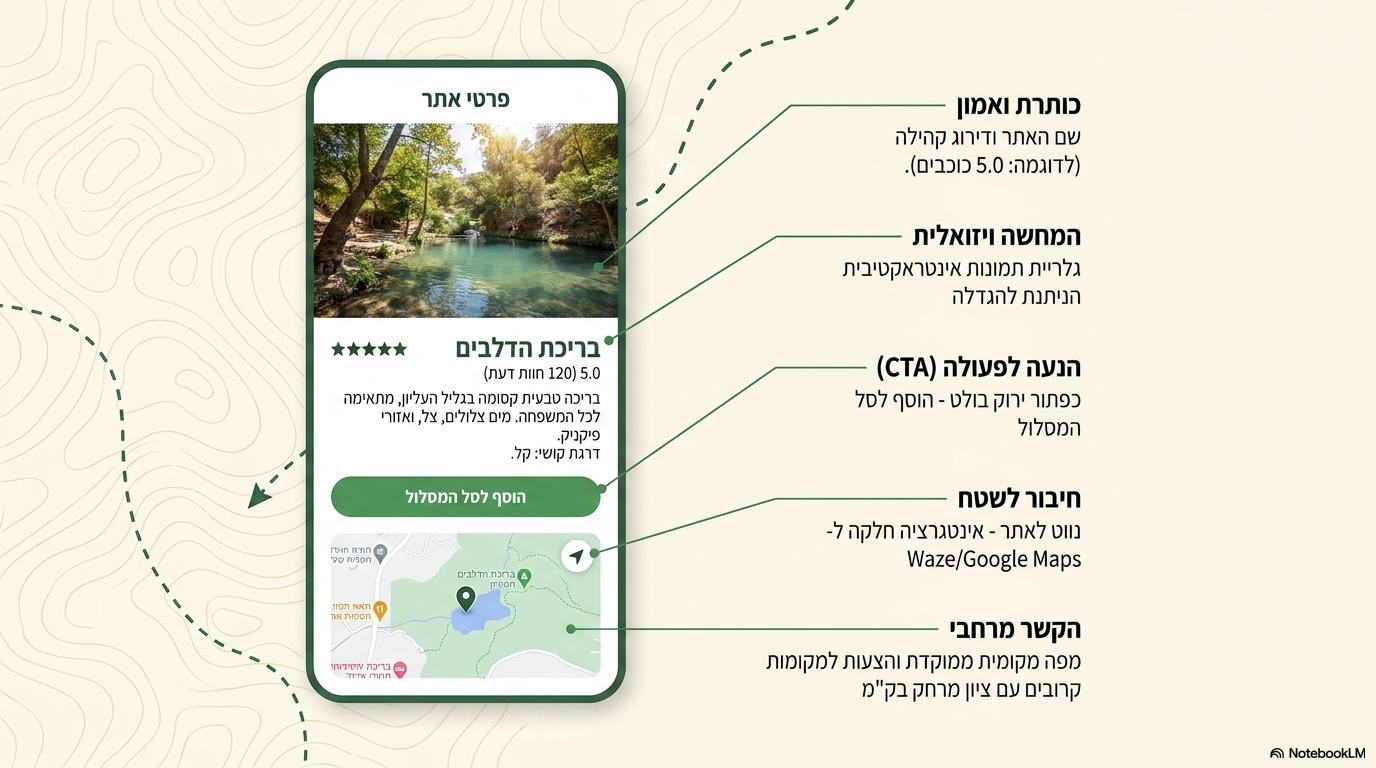 פרטי אתר
בריכת הדלבים
5.0 (120 חוות דעת)
בריכה טבעית קסומה בגליל העליון, מתאימה
לכל המשפחה. מים צלולים, צל, ואזורי
פיקניק.
דרגת קושי: קל.
הוסף לסל המסלול
כותרת ואמון
שם האתר ודירוג קהילה
(לדוגמה: 5.0 כוכבים).
המחשה ויזואלית
גלריית תמונות אינטראקטיבית
הניתנת להגדלה
הנעה לפעולה (CTA)
כפתור ירוק בולט - הוסף לסל
המסלול
חיבור לשטח
נווט לאתר - אינטגרציה חלקה ל-
Waze/Google Maps
הקשר מרחבי
מפה מקומית ממוקדת והצעות למקומות
קרובים עם ציון מרחק בק"מ
NotebookLM